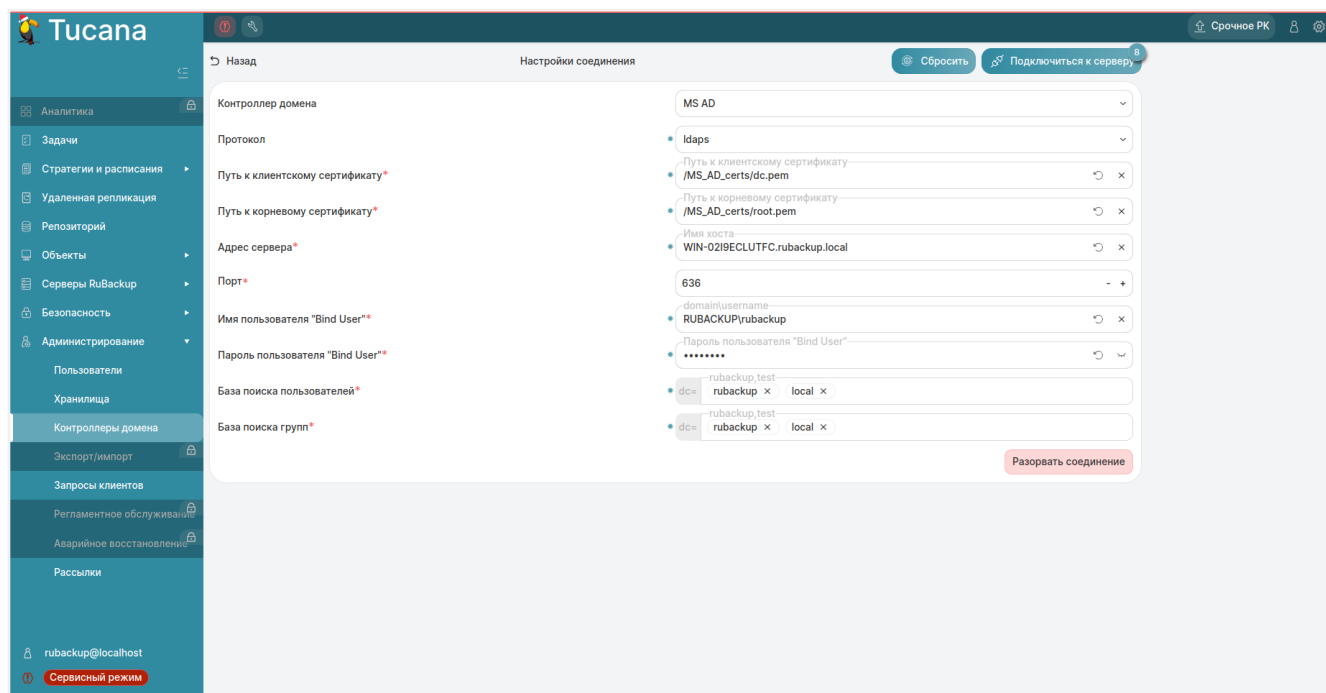 Tucana
Срочное РК
Назад
Настройки соединения
Сбросить
Подключиться к серверу
8
Аналитика
Задачи
Стратегии и расписания
Удаленная репликация
Репозиторий
Объекты
Серверы RuBackup
Безопасность
Администрирование
Пользователи
Хранилища
Контроллеры домена
Экспорт/импорт
Запросы клиентов
Регламентное обслуживание
Аварийное восстановление
Рассылки
rubackup@localhost
Сервисный режим
Контроллер домена
MS AD
Протокол
ldaps
Путь к клиентскому сертификату*
Путь к клиентскому сертификату
/MS_AD_certs/dc.pem
Путь к корневому сертификату*
Путь к корневому сертификату
/MS_AD_certs/root.pem
Адрес сервера*
Имя хоста
WIN-02I9ECLUTFC.rubackup.local
Порт*
636
- +
Имя пользователя "Bind User"*
domain\username
RUBACKUP\rubackup
Пароль пользователя "Bind User"*
Пароль пользователя "Bind User"
••••••••
База поиска пользователей*
rubackup,test
dc= rubackup × local ×
База поиска групп*
rubackup,test
dc= rubackup × local ×
Разорвать соединение